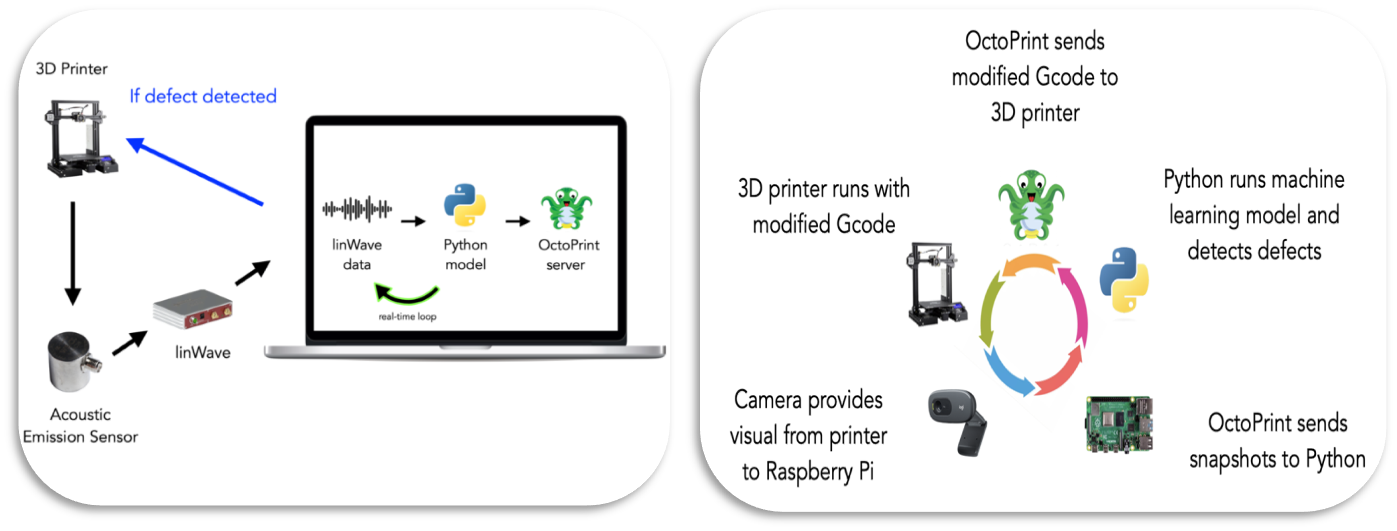 3D Printer
If defect detected
linWave
data
Python
model
OctoPrint
server
real-time loop
linWave
Acoustic
Emission Sensor
OctoPrint sends
modified Gcode to
3D printer
3D printer runs with
modified Gcode
Python runs machine
learning model and
detects defects
Camera provides
visual from printer
to Raspberry Pi
OctoPrint sends
snapshots to Python